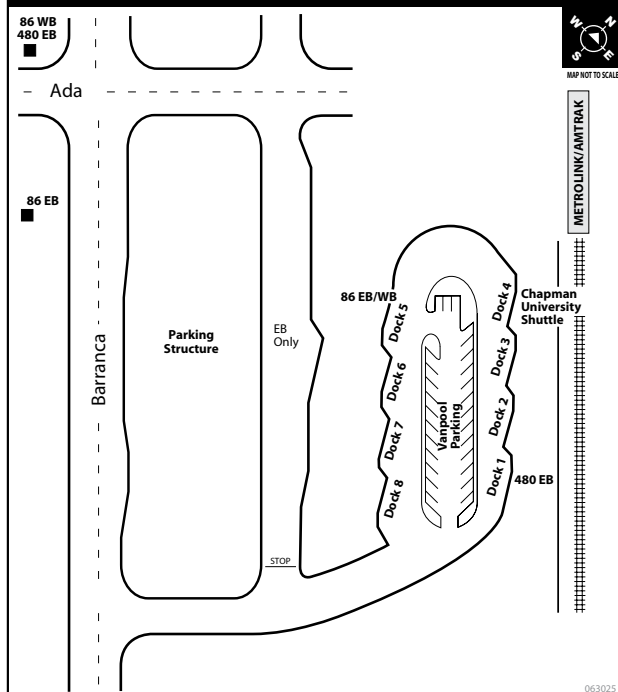 86 WB
480 EB
W
N
S
E
MAP NOT TO SCALE
Ada
METROLINK/AMTRAK
86 EB
86 EB/WB
Dock 5
Dock 4
Chapman
University
Shuttle
Parking
Structure
EB
Only
Barranca
Dock 6
Dock 3
Vanpool
Parking
Dock 7
Dock 2
Dock 8
Dock 1
480 EB
STOP
063025